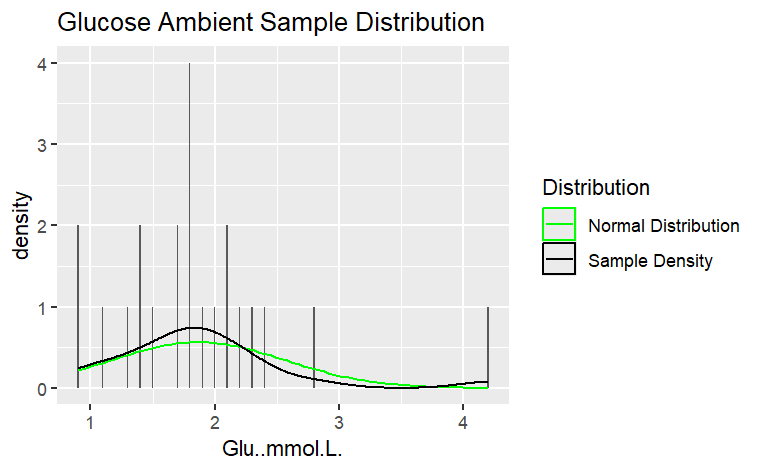 Glucose Ambient Sample Distribution
4
3
2
1
0
density
1 2 3 4
Glu..mmol.L.
Distribution
Normal Distribution
Sample Density